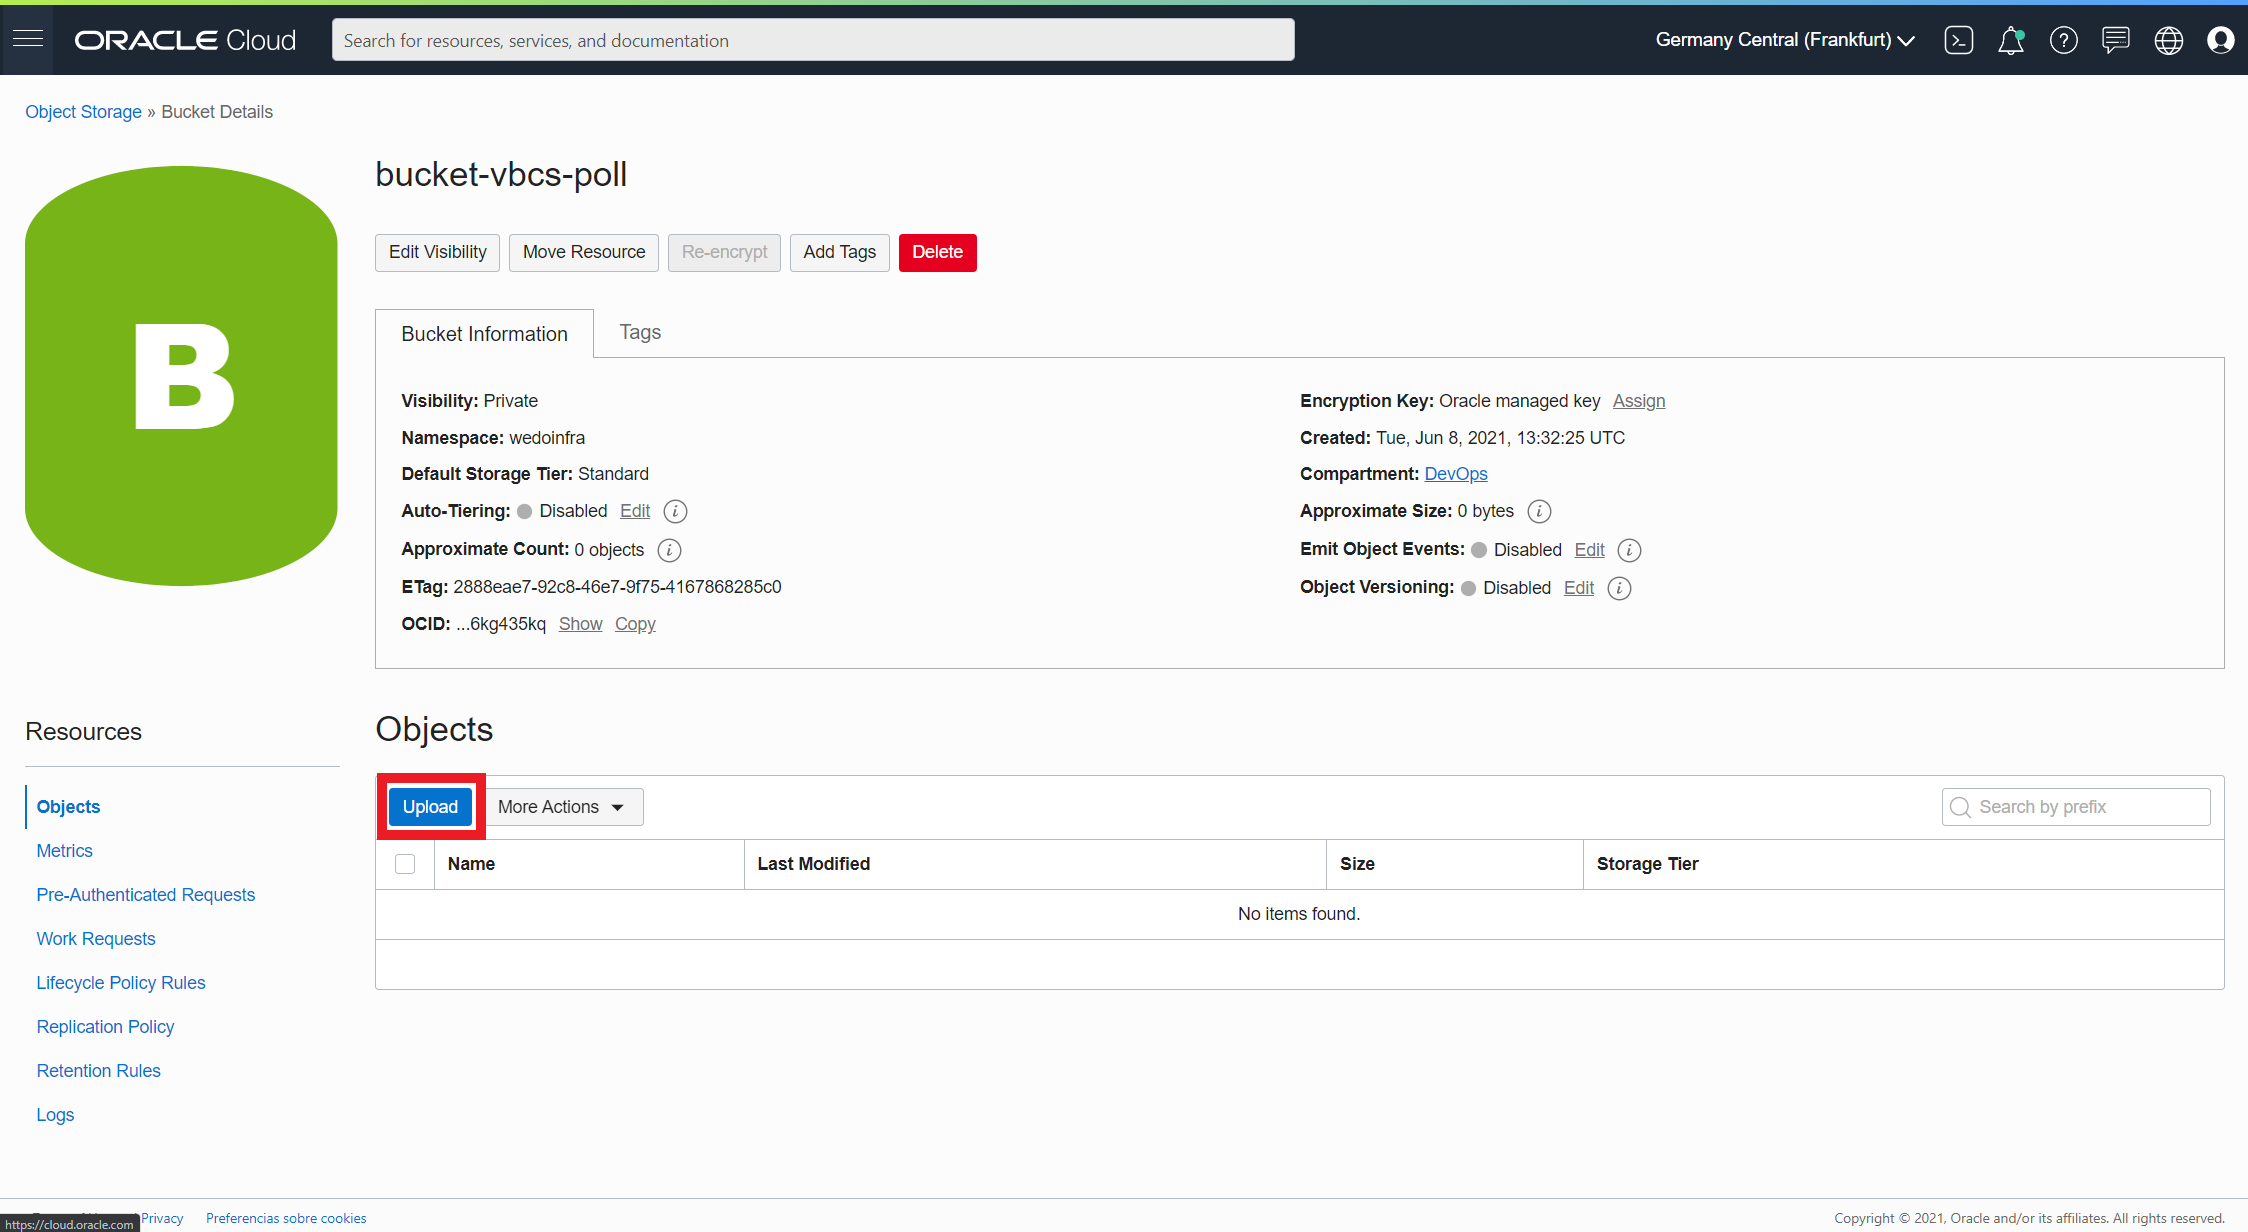 ORACLE Cloud
Search for resources, services, and documentation
Germany Central (Frankfurt)
Object Storage » Bucket Details
B
bucket-vbcs-poll
Edit Visibility Move Resource Re-encrypt Add Tags Delete
Bucket Information Tags
Visibility: Private
Namespace: wedoinfra
Default Storage Tier: Standard
Auto-Tiering: Disabled Edit i
Approximate Count: 0 objects i
ETag: 2888eae7-92c8-46e7-9f75-4167868285c0
OCID: ...6kg435kq Show Copy
Encryption Key: Oracle managed key Assign
Created: Tue, Jun 8, 2021, 13:32:25 UTC
Compartment: DevOps
Approximate Size: 0 bytes i
Emit Object Events: Disabled Edit i
Object Versioning: Disabled Edit i
Resources
Objects
Metrics
Pre-Authenticated Requests
Work Requests
Lifecycle Policy Rules
Replication Policy
Retention Rules
Logs
Objects
Upload More Actions Search by prefix
Name Last Modified Size Storage Tier
No items found.
https://cloud.oracle.com Privacy Preferencias sobre cookies
Copyright © 2021, Oracle and/or its affiliates. All rights reserved.